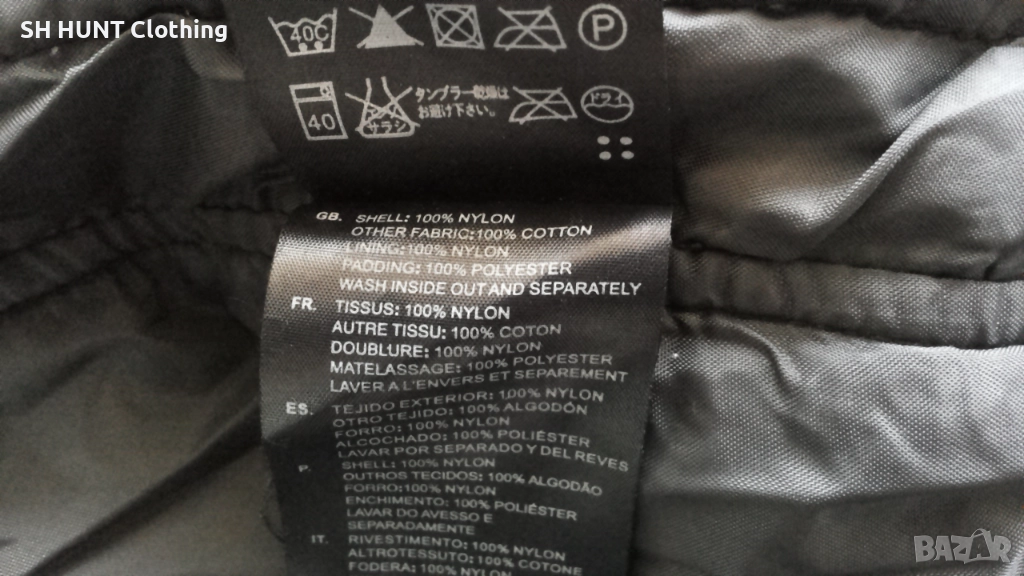 SH HUNT Clothing
40C
P
40
サラシ
タンブラー乾燥は
お避け下さい。
ドライ
GB. SHELL: 100% NYLON
OTHER FABRIC: 100% COTTON
LINING: 100% NYLON
PADDING: 100% POLYESTER
WASH INSIDE OUT AND SEPARATELY
FR. TISSUS: 100% NYLON
AUTRE TISSU: 100% COTON
DOUBLURE: 100% NYLON
MATELASSAGE: 100% POLYESTER
LAVER A L'ENVERS ET SEPAREMENT
ES. TEJIDO EXTERIOR: 100% NYLON
OTRO TEJIDO: 100% ALGODÓN
FORRO: 100% NYLON
ALCOCHADO: 100% POLIÉSTER
LAVAR POR SEPARADO Y DEL REVES
P. SHELL: 100% NYLON
OUTROS TECIDOS: 100% ALGODÃO
FORRO: 100% NYLON
ENCHIMENTO: 100% POLIÉSTER
LAVAR DO AVESSO E
SEPARADAMENTE
IT. RIVESTIMENTO: 100% NYLON
ALTROTESSUTO: 100% COTONE
FODERA: 100% NYLON
BAZAR